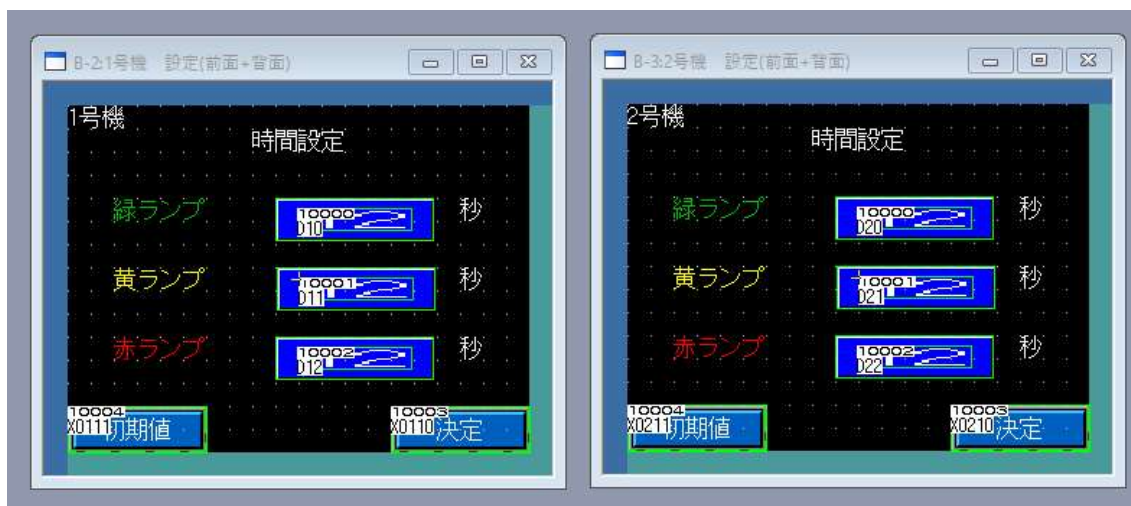 B-2:1号機 設定(前面+背面)
1号機
時間設定
緑ランプ
10000
D10
秒
黄ランプ
10001
D11
秒
赤ランプ
10002
D12
秒
10004
X0111
初期値
10003
X0110
決定
B-3:2号機 設定(前面+背面)
2号機
時間設定
緑ランプ
10000
D20
秒
黄ランプ
10001
D21
秒
赤ランプ
10002
D22
秒
10004
X0211
初期値
10003
X0210
決定